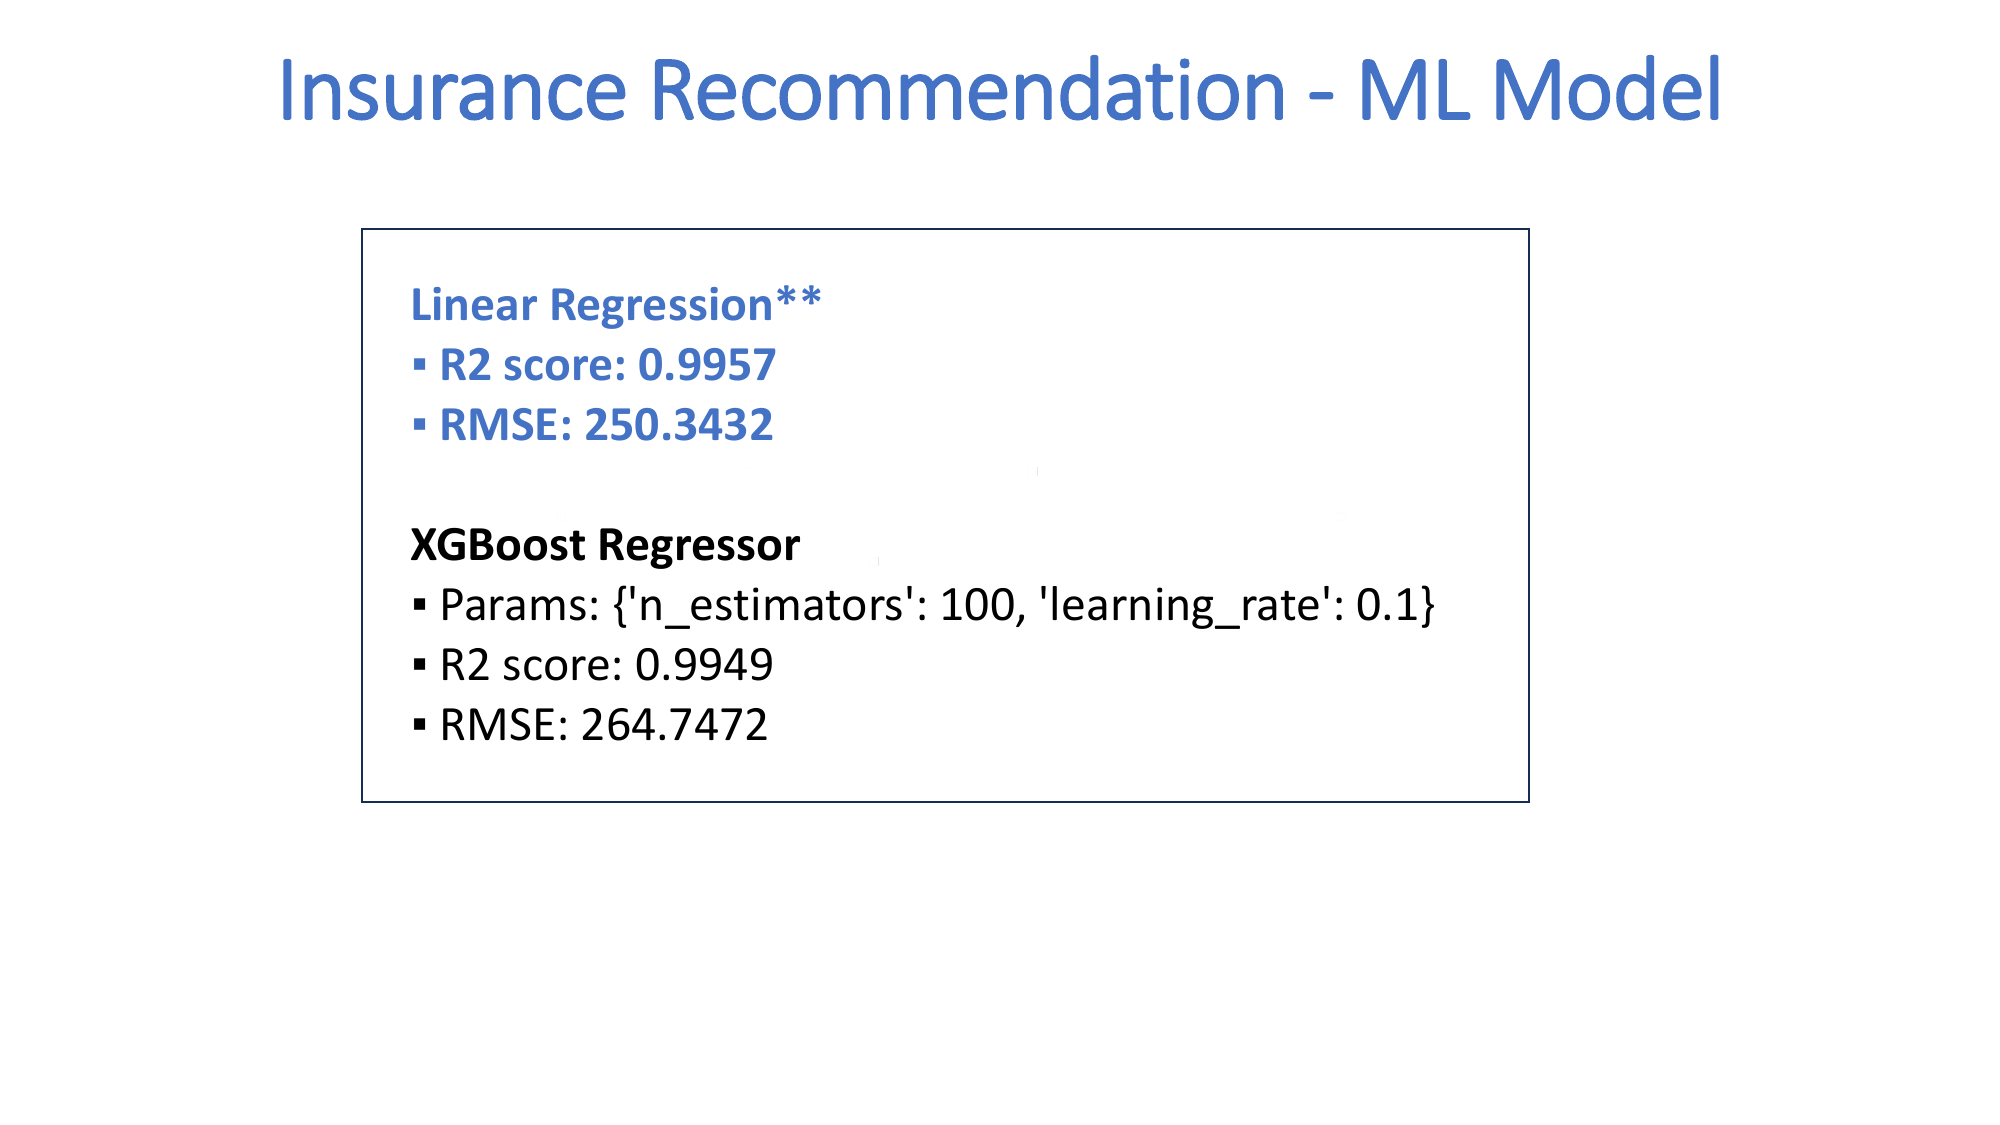 Insurance Recommendation - ML Model
Linear Regression**
▪ R2 score: 0.9957
▪ RMSE: 250.3432
XGBoost Regressor
▪ Params: {'n_estimators': 100, 'learning_rate': 0.1}
▪ R2 score: 0.9949
▪ RMSE: 264.7472